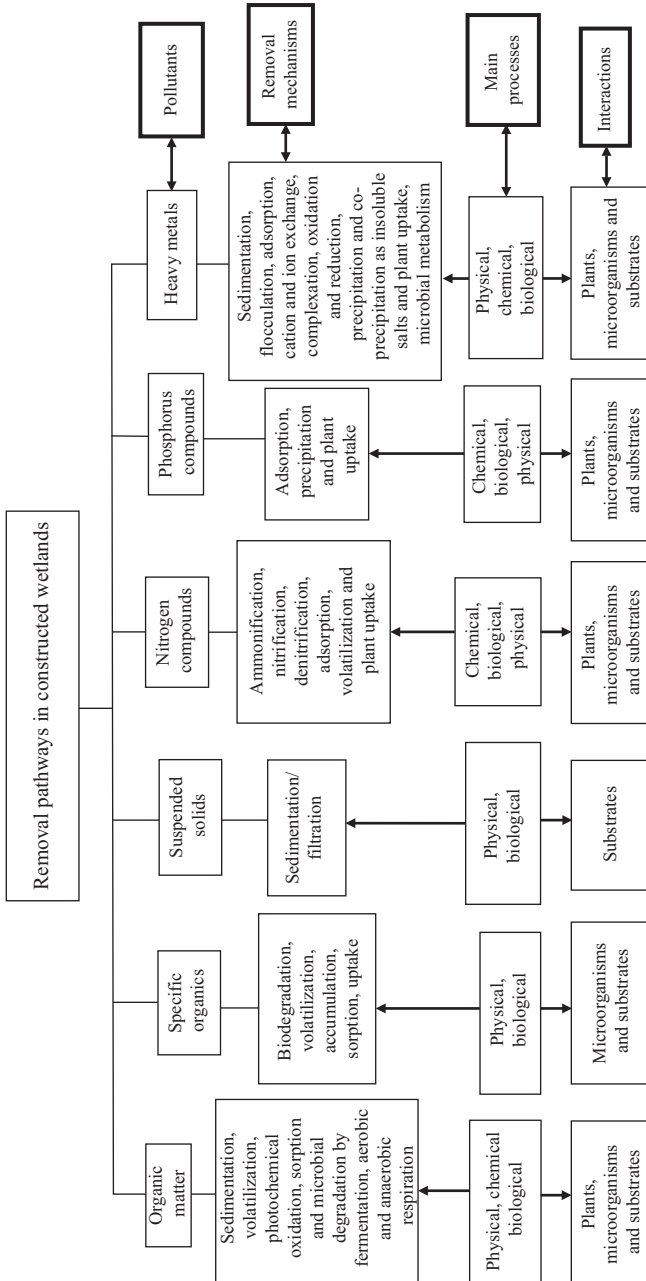 Removal pathways in constructed wetlands
Organic
matter
Specific
organics
Suspended
solids
Nitrogen
compounds
Phosphorus
compounds
Heavy metals
Pollutants
Sedimentation,
volatilization,
photochemical
oxidation, sorption
and microbial
degradation by
fermentation, aerobic
and anaerobic
respiration
Biodegradation,
volatilization,
accumulation,
sorption, uptake
Sedimentation/
filtration
Ammonification,
nitrification,
denitrification,
adsorption,
volatilization and
plant uptake
Adsorption,
precipitation
and plant
uptake
Sedimentation,
flocculation, adsorption,
cation and ion exchange,
complexation, oxidation
and reduction,
precipitation and co-
precipitation as insoluble
salts and plant uptake,
microbial metabolism
Removal
mechanisms
Physical, chemical
biological
Physical,
biological
Physical,
biological
Chemical,
biological,
physical
Chemical,
biological,
physical
Physical,
chemical,
biological
Main
processes
Plants,
microorganisms
and substrates
Microorganisms
and substrates
Substrates
Plants,
microorganisms
and substrates
Plants,
microorganisms
and substrates
Plants,
microorganisms and
substrates
Interactions